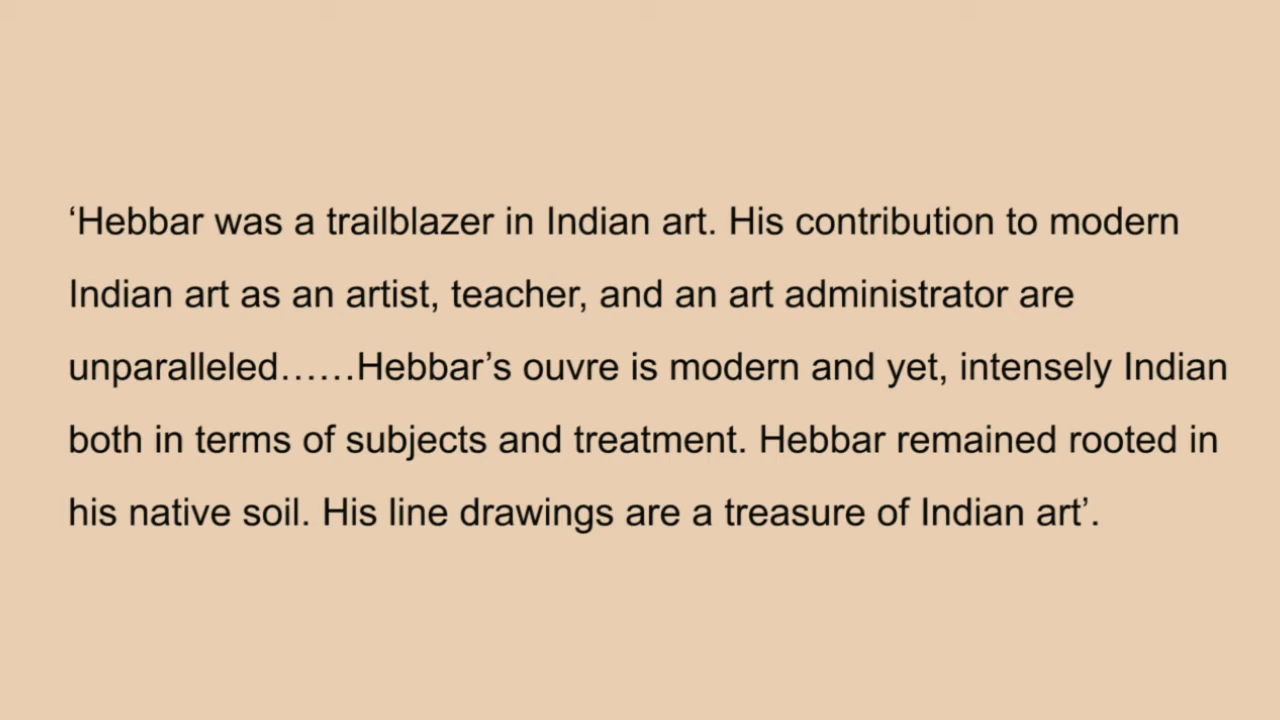 ‘Hebbar was a trailblazer in Indian art. His contribution to modern
Indian art as an artist, teacher, and an art administrator are
unparalleled……Hebbar’s ouvre is modern and yet, intensely Indian
both in terms of subjects and treatment. Hebbar remained rooted in
his native soil. His line drawings are a treasure of Indian art’.